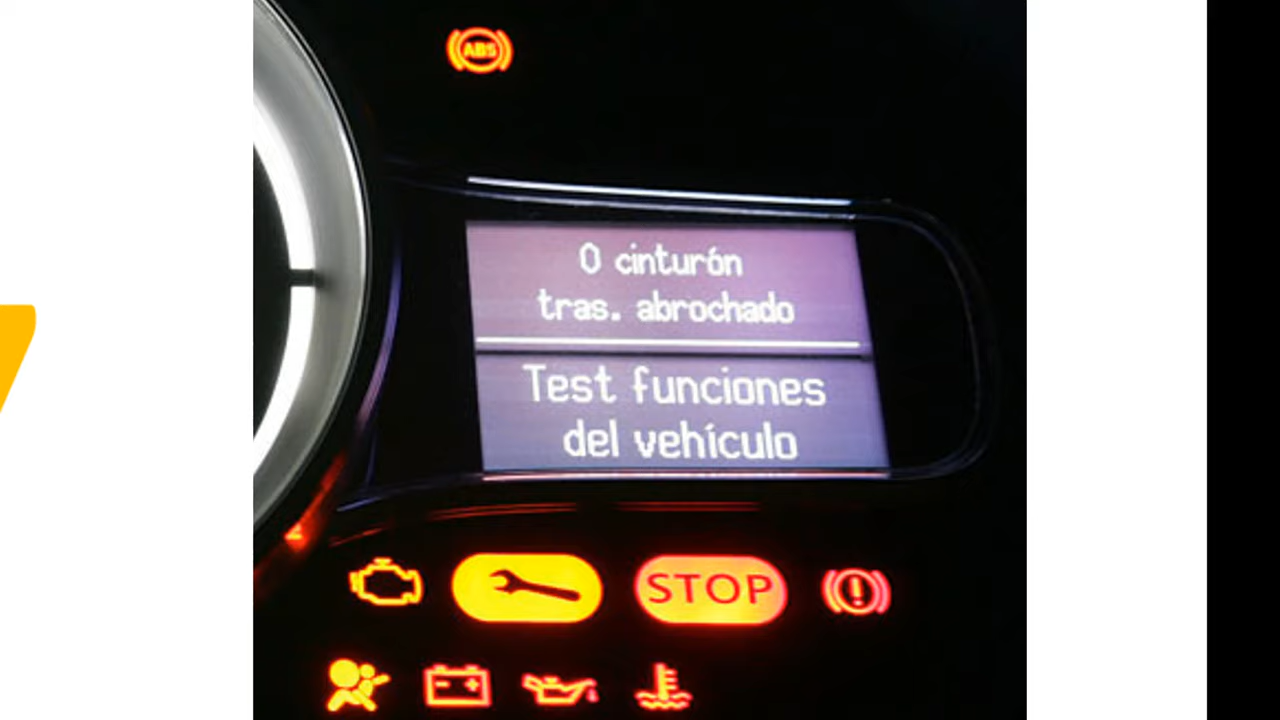 ABS
0 cinturón
tras. abrochado
Test funciones
del vehículo
STOP